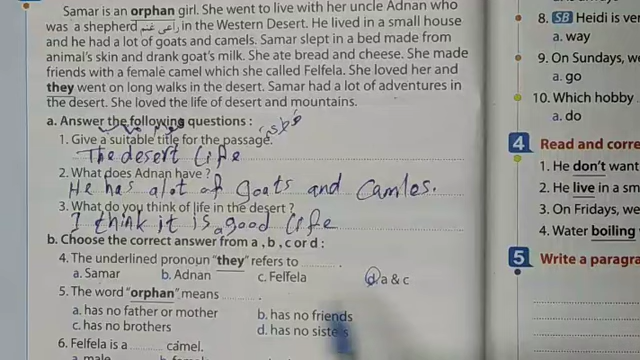 Samar is an orphan girl. She went to live with her uncle Adnan who
was a shepherd راعى غنم in the Western Desert. He lived in a small house
and he had a lot of goats and camels. Samar slept in a bed made from
animal's skin and drank goat's milk. She ate bread and cheese. She made
friends with a female camel which she called Felfela. She loved her and
they went on long walks in the desert. Samar had a lot of adventures in
the desert. She loved the life of desert and mountains.
a. Answer the following questions :
1. Give a suitable title for the passage.
The desert life
2. What does Adnan have ?
He has a lot of goats and Camles.
3. What do you think of life in the desert ?
I think it is a good life
b. Choose the correct answer from a , b , c or d :
4. The underlined pronoun "they" refers to ............ .
a. Samar b. Adnan c. Felfela d. a & c
5. The word "orphan" means ............ .
a. has no father or mother b. has no friends
c. has no brothers d. has no sisters
6. Felfela is a ............ camel.
a. male
8. SB Heidi is ver
a. way
9. On Sundays, w
a. go
10. Which hobby
a. do
4 Read and corre
1. He don't want
2. He live in a sm
3. On Fridays, we
4. Water boiling
5 Write a paragra